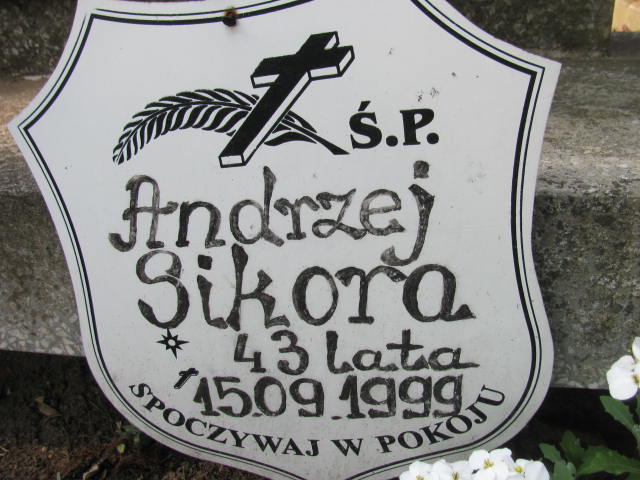 Ś.P.
Andrzej
Sikora
43 lata
15.09.1999
SPOCZYWAJ W POKOJU